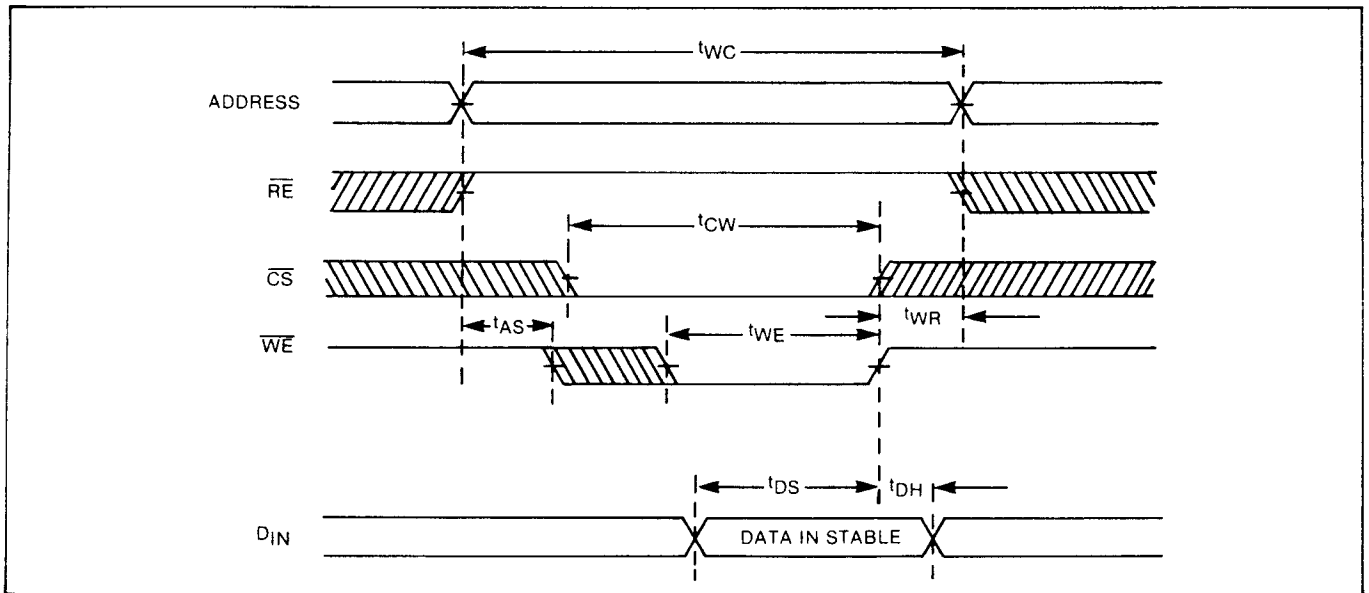 tWC
ADDRESS
RE
tCW
CS
tAS
tWE
tWR
WE
tDS
tDH
DIN
DATA IN STABLE